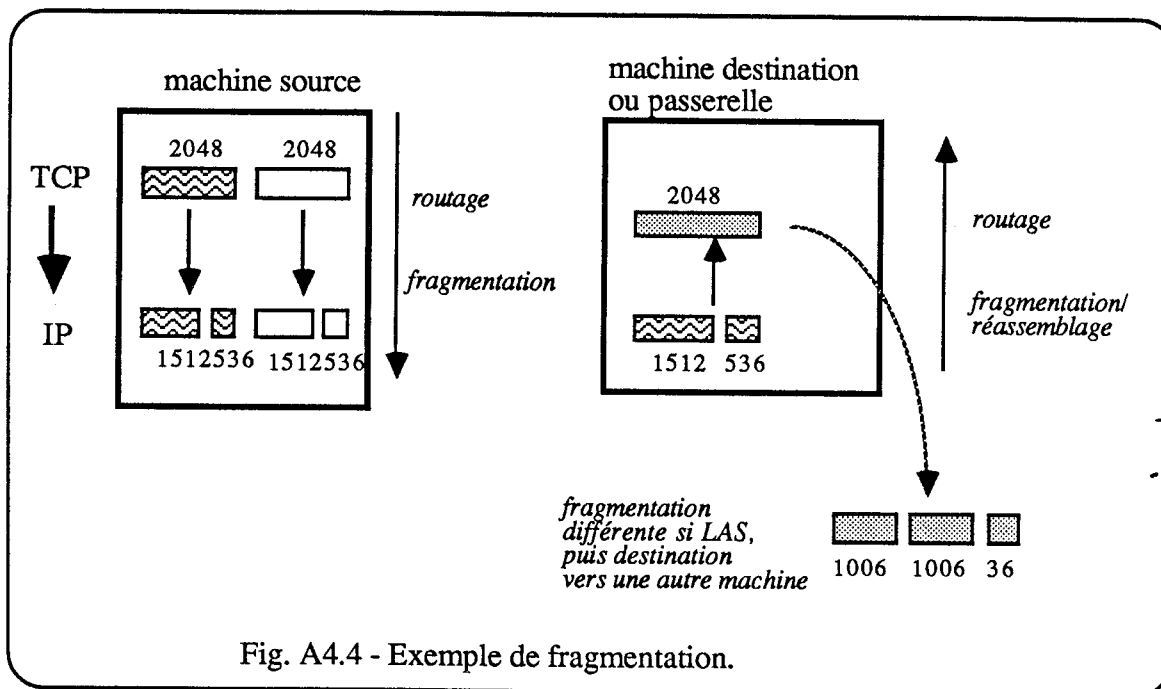 machine source
TCP
IP
2048 2048
1512 536 1512 536
routage
fragmentation
machine destination
ou passerelle
2048
1512 536
routage
fragmentation/
réassemblage
fragmentation
différente si LAS,
puis destination
vers une autre machine
1006 1006 36
Fig. A4.4 - Exemple de fragmentation.